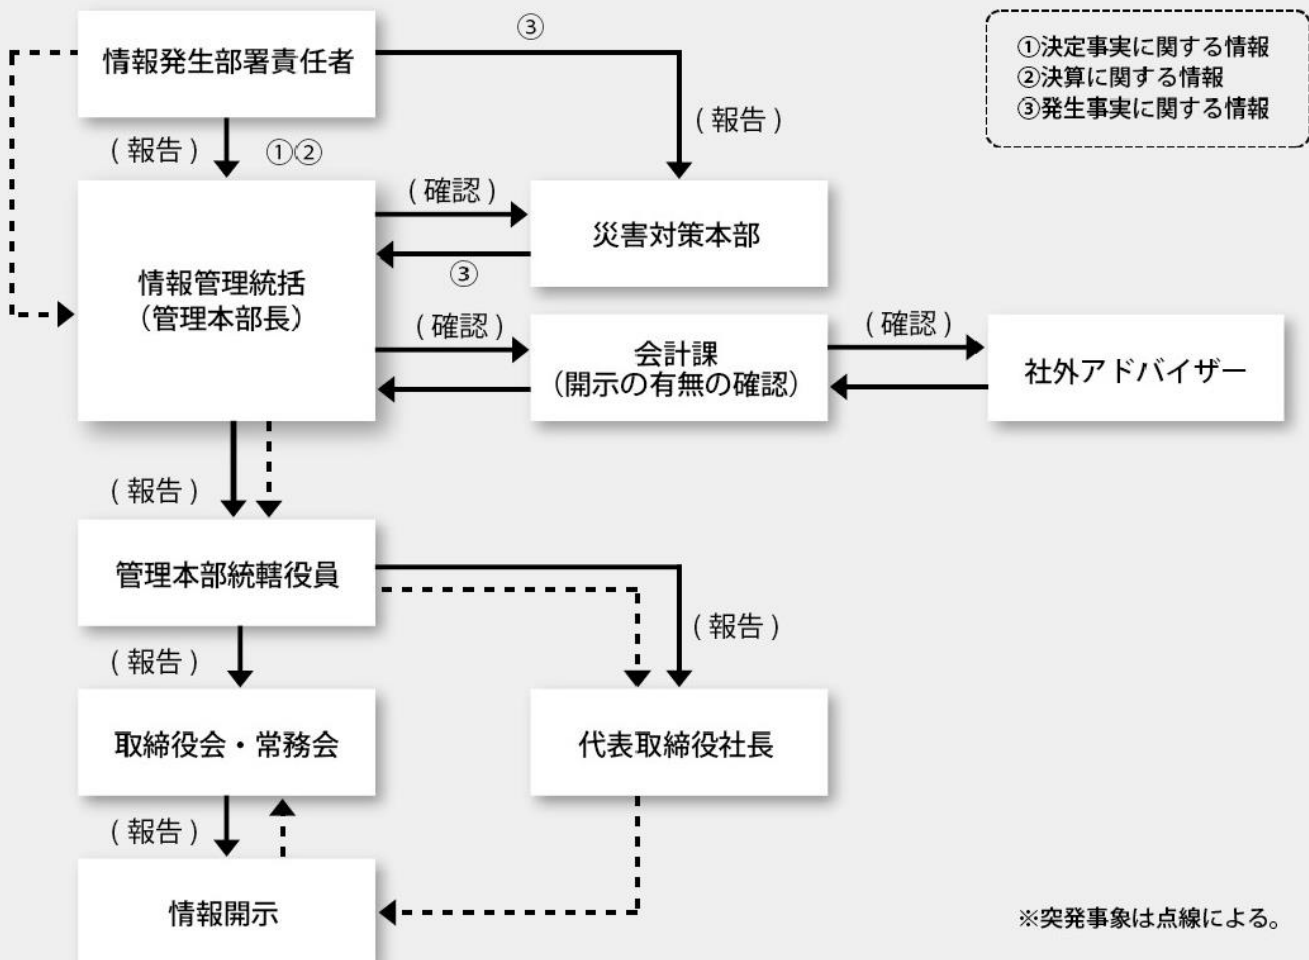 ③
情報発生部署責任者
①決定事実に関する情報
②決算に関する情報
③発生事実に関する情報
(報告)
(報告)
①②
(確認)
災害対策本部
③
情報管理統括
(管理本部長)
(確認)
会計課
(開示の有無の確認)
(確認)
社外アドバイザー
(報告)
管理本部統轄役員
(報告)
(報告)
取締役会・常務会
代表取締役社長
(報告)
情報開示
※突発事象は点線による。